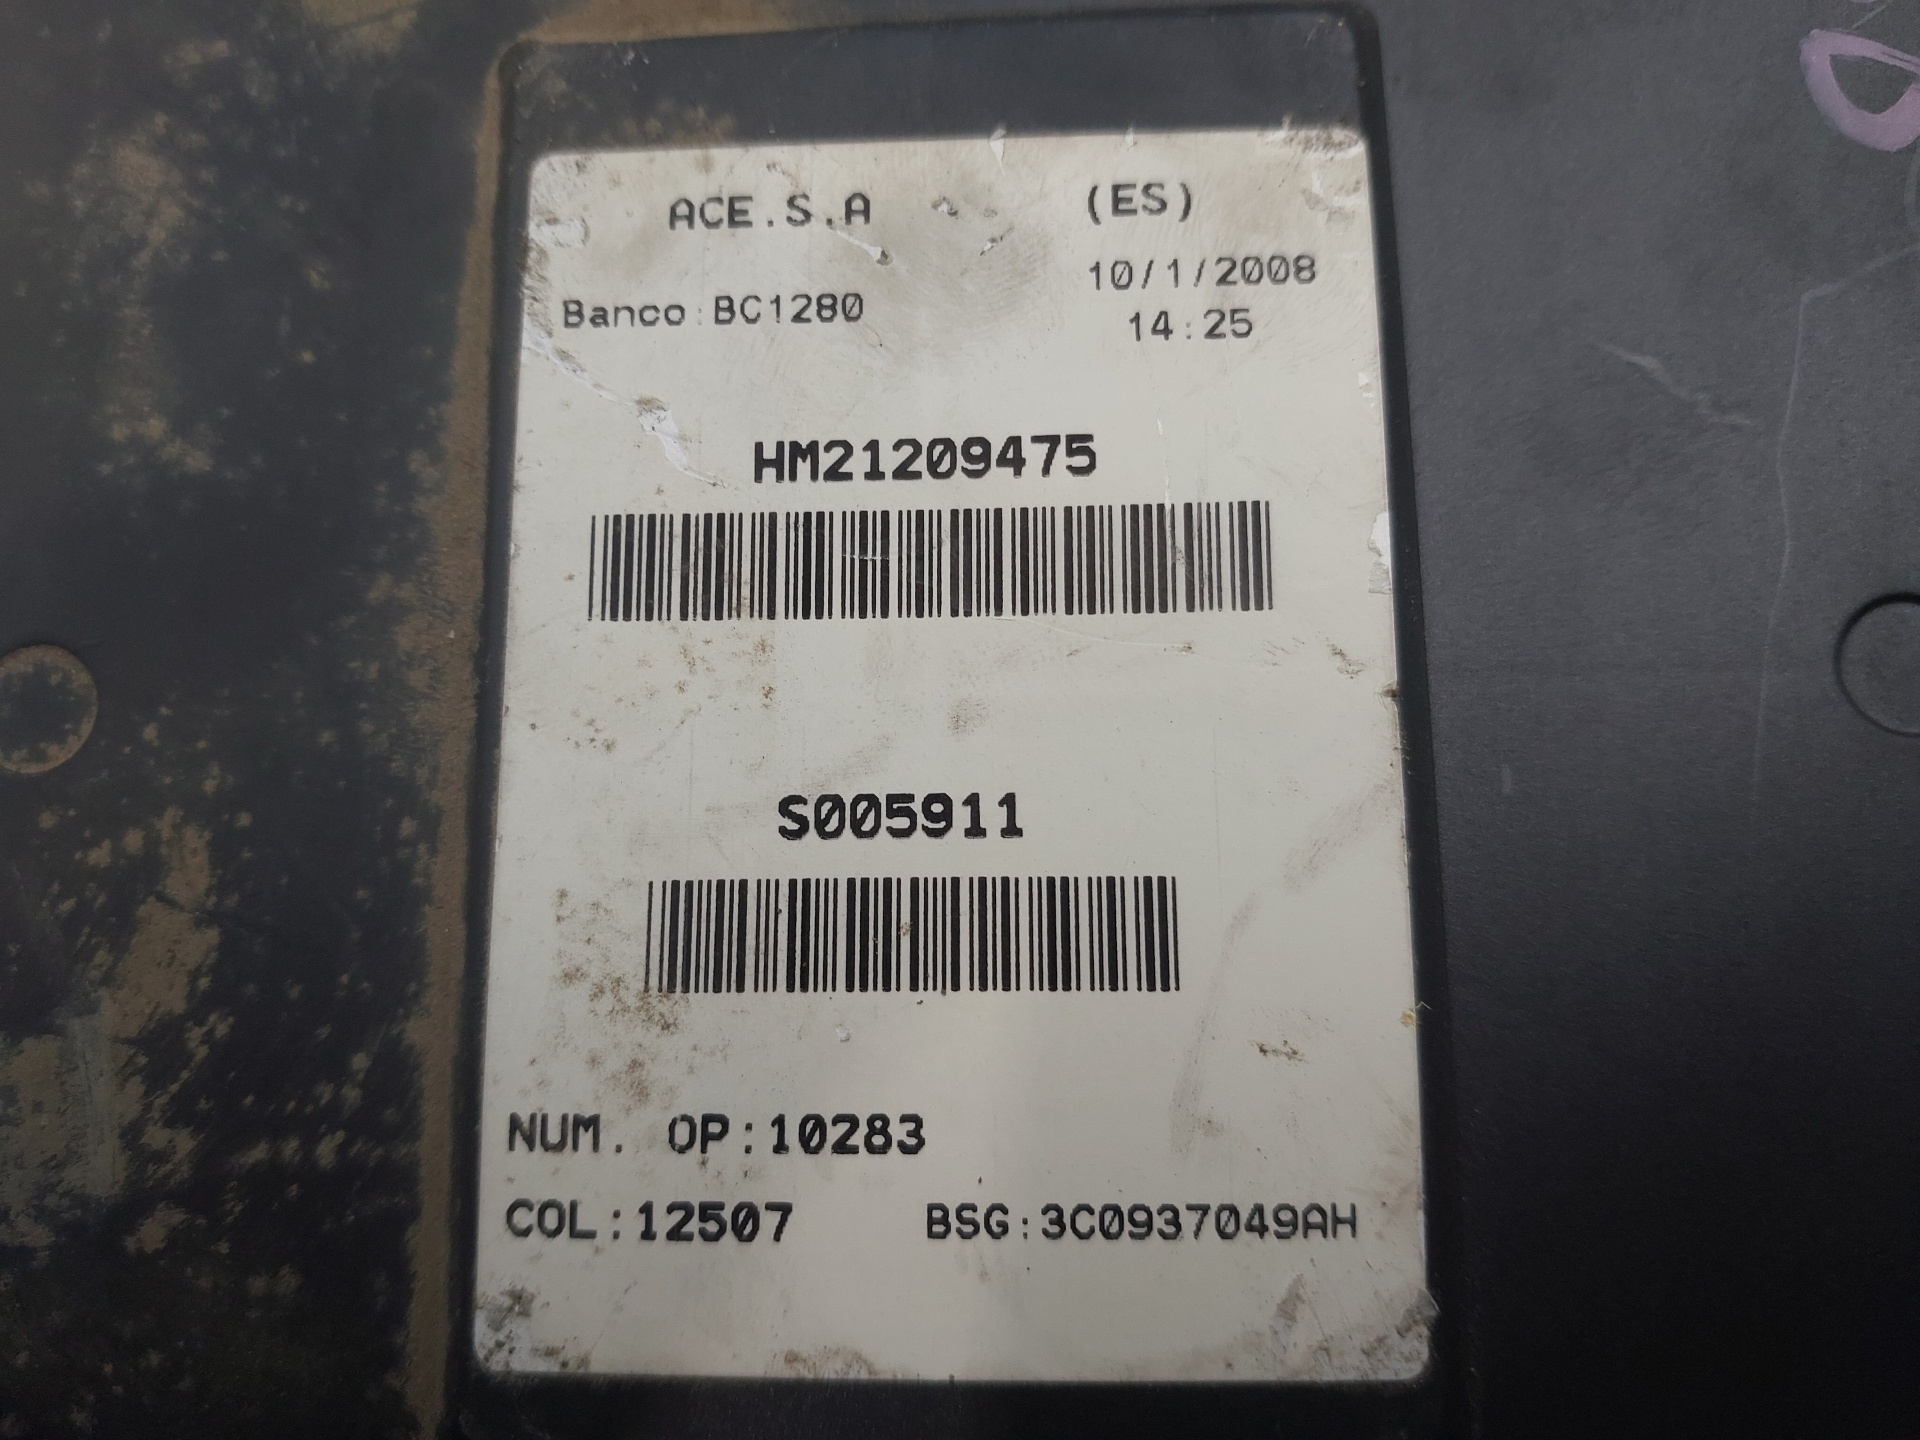 ACE.S.A (ES)
10/1/2008
Banco:BC1280
14:25
HM21209475
S005911
NUM. OP:10283
COL:12507 BSG:3C0937049AH